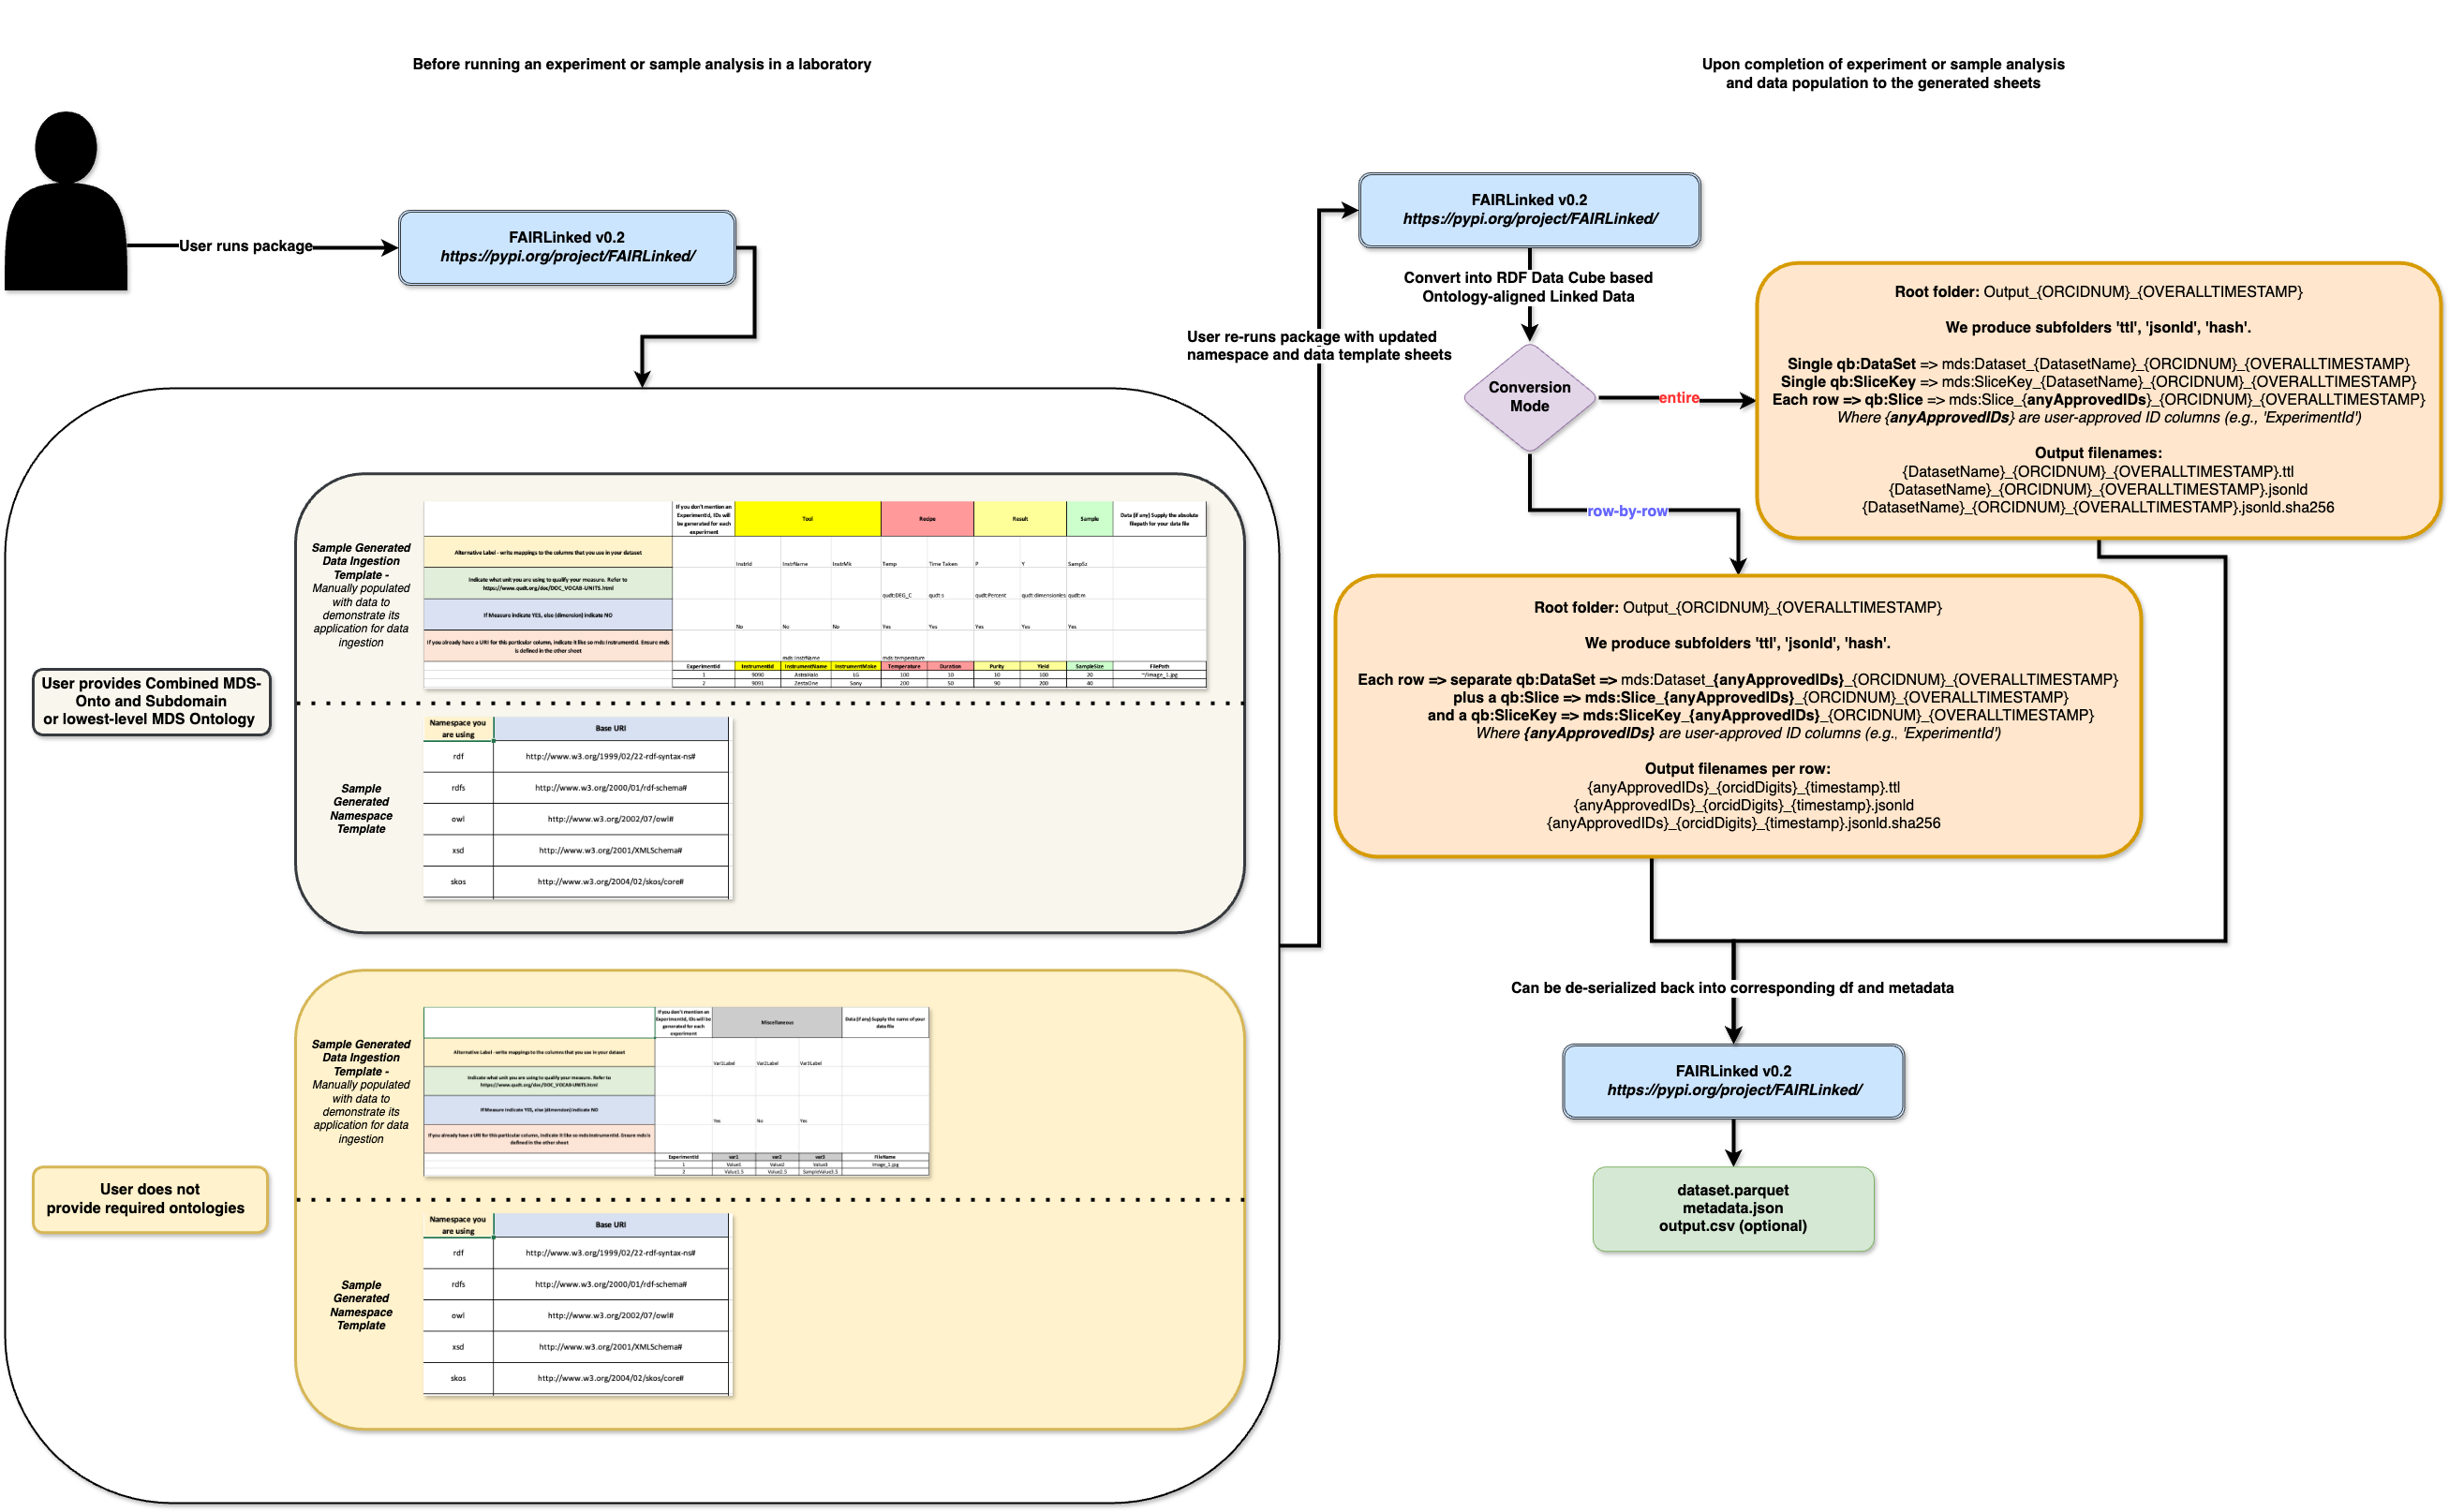 Before running an experiment or sample analysis in a laboratory
Upon completion of experiment or sample analysis
and data population to the generated sheets
User runs package
FAIRLinked v0.2
https://pypi.org/project/FAIRLinked/
User provides Combined MDS-
Onto and Subdomain
or lowest-level MDS Ontology
Sample Generated
Data Ingestion
Template -
Manually populated
with data to
demonstrate its
application for data
ingestion
If you don't mention an
ExperimentId, IDs will
be generated for each
experiment
Tool
Recipe
Result
Sample
Data (if any) Supply the absolute
filepath for your data file
Alternative Label - write mappings to the columns that you use in your dataset
InstrId
InstrName
InstrMk
Temp
Time Taken
P
Y
SampSz
Indicate what unit you are using to qualify your measure. Refer to
https://www.qudt.org/doc/DOC_VOCAB-UNITS.html
qudt:DEG_C
qudt:s
qudt:Percent
qudt:dimensionles
qudt:m
If Measure indicate YES, else (dimension) indicate NO
No
No
No
Yes
Yes
Yes
Yes
Yes
If you already have a URI for this particular column, indicate it like so mds:InstrumentId. Ensure mds
is defined in the other sheet
mds:InstrName
mds:temperature
ExperimentId InstrumentId InstrumentName InstrumentMake Temperature Duration Purity Yield SampleSize FilePath
1 9090 AstraHalo LG 100 10 10 100 20 ~/image_1.jpg
2 9091 ZestaOne Sony 200 50 90 200 40
Sample
Generated
Namespace
Template
Namespace you
are using
Base URI
rdf http://www.w3.org/1999/02/22-rdf-syntax-ns#
rdfs http://www.w3.org/2000/01/rdf-schema#
owl http://www.w3.org/2002/07/owl#
xsd http://www.w3.org/2001/XMLSchema#
skos http://www.w3.org/2004/02/skos/core#
User does not
provide required ontologies
Sample Generated
Data Ingestion
Template -
Manually populated
with data to
demonstrate its
application for data
ingestion
If you don't mention an
ExperimentId, IDs will be
generated for each
experiment
Miscellaneous
Data (if any) Supply the name of your
data file
Alternative Label - write mappings to the columns that you use in your dataset
Var1Label
Var2Label
Var3Label
Indicate what unit you are using to qualify your measure. Refer to
https://www.qudt.org/doc/DOC_VOCAB-UNITS.html
If Measure indicate YES, else (dimension) indicate NO
Yes
No
Yes
If you already have a URI for this particular column, indicate it like so mds:InstrumentId. Ensure mds is
defined in the other sheet
ExperimentId var1 var2 var3 FileName
1 Value1 Value2 Value3 image_1.jpg
2 Value1.5 Value2.5 SampleValue3.5
Sample
Generated
Namespace
Template
Namespace you
are using
Base URI
rdf http://www.w3.org/1999/02/22-rdf-syntax-ns#
rdfs http://www.w3.org/2000/01/rdf-schema#
owl http://www.w3.org/2002/07/owl#
xsd http://www.w3.org/2001/XMLSchema#
skos http://www.w3.org/2004/02/skos/core#
User re-runs package with updated
namespace and data template sheets
FAIRLinked v0.2
https://pypi.org/project/FAIRLinked/
Convert into RDF Data Cube based
Ontology-aligned Linked Data
Conversion
Mode
entire
row-by-row
Root folder: Output_{ORCIDNUM}_{OVERALLTIMESTAMP}
We produce subfolders 'ttl', 'jsonld', 'hash'.
Single qb:DataSet => mds:Dataset_{DatasetName}_{ORCIDNUM}_{OVERALLTIMESTAMP}
Single qb:SliceKey => mds:SliceKey_{DatasetName}_{ORCIDNUM}_{OVERALLTIMESTAMP}
Each row => qb:Slice => mds:Slice_{anyApprovedIDs}_{ORCIDNUM}_{OVERALLTIMESTAMP}
Where {anyApprovedIDs} are user-approved ID columns (e.g., 'ExperimentId')
Output filenames:
{DatasetName}_{ORCIDNUM}_{OVERALLTIMESTAMP}.ttl
{DatasetName}_{ORCIDNUM}_{OVERALLTIMESTAMP}.jsonld
{DatasetName}_{ORCIDNUM}_{OVERALLTIMESTAMP}.jsonld.sha256
Root folder: Output_{ORCIDNUM}_{OVERALLTIMESTAMP}
We produce subfolders 'ttl', 'jsonld', 'hash'.
Each row => separate qb:DataSet => mds:Dataset_{anyApprovedIDs}_{ORCIDNUM}_{OVERALLTIMESTAMP}
plus a qb:Slice => mds:Slice_{anyApprovedIDs}_{ORCIDNUM}_{OVERALLTIMESTAMP}
and a qb:SliceKey => mds:SliceKey_{anyApprovedIDs}_{ORCIDNUM}_{OVERALLTIMESTAMP}
Where {anyApprovedIDs} are user-approved ID columns (e.g., 'ExperimentId')
Output filenames per row:
{anyApprovedIDs}_{orcidDigits}_{timestamp}.ttl
{anyApprovedIDs}_{orcidDigits}_{timestamp}.jsonld
{anyApprovedIDs}_{orcidDigits}_{timestamp}.jsonld.sha256
Can be de-serialized back into corresponding df and metadata
FAIRLinked v0.2
https://pypi.org/project/FAIRLinked/
dataset.parquet
metadata.json
output.csv (optional)